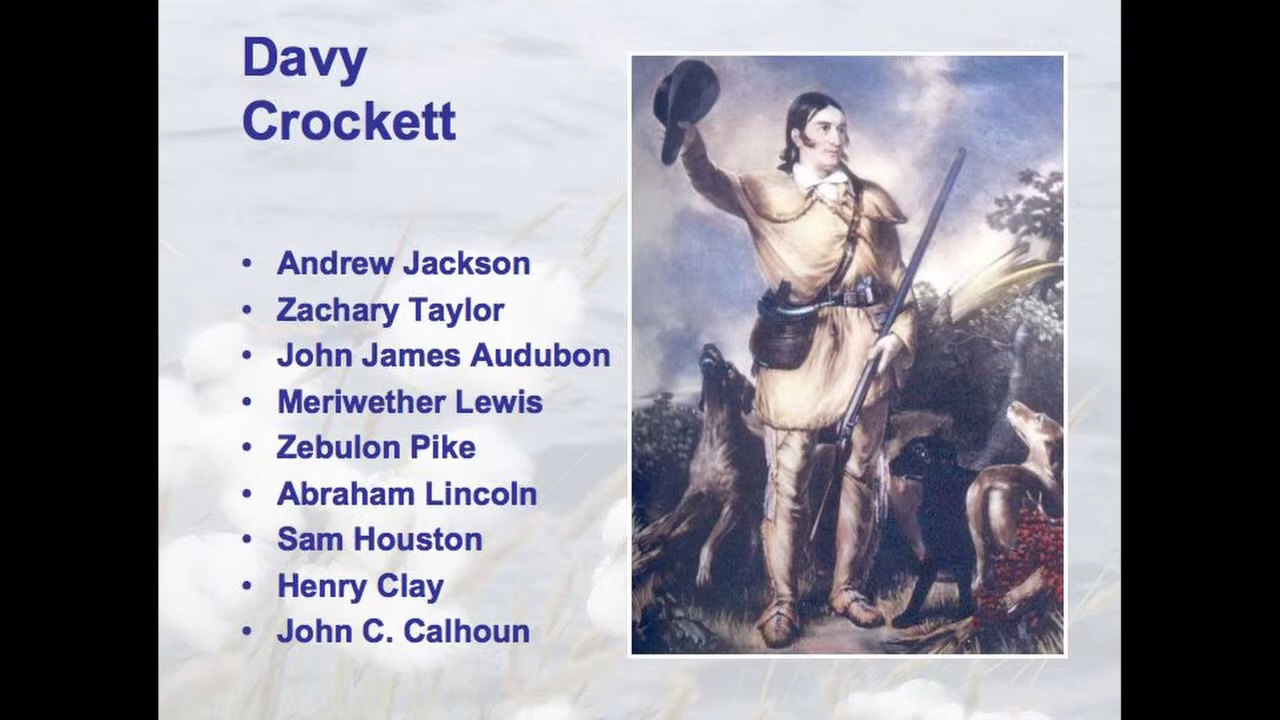 Davy
Crockett
• Andrew Jackson
• Zachary Taylor
• John James Audubon
• Meriwether Lewis
• Zebulon Pike
• Abraham Lincoln
• Sam Houston
• Henry Clay
• John C. Calhoun